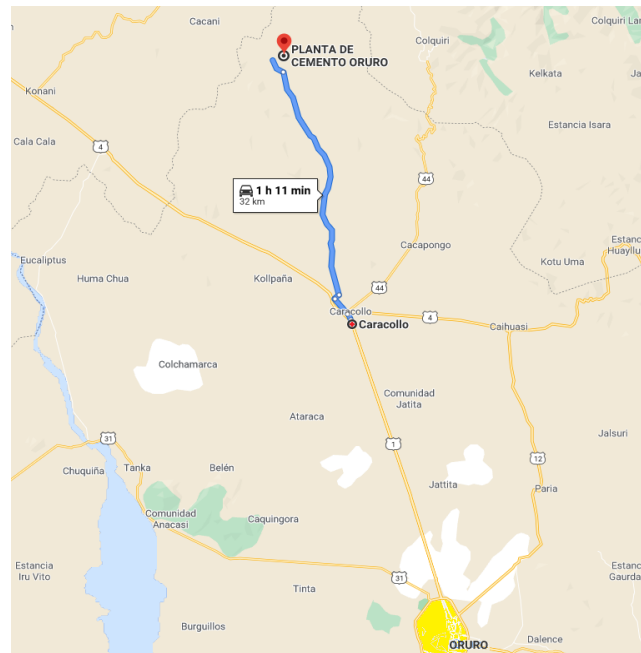 Cacani
Colquiri
Colquiri Lan
PLANTA DE
CEMENTO ORURO
Konani
Kelkata
Ja
Estancia Isara
Cala Cala
4
1 h 11 min
32 km
44
Estanc
Huayllu
Cacapongo
Eucaliptus
Huma Chua
Kollpaña
44
Kotu Uma
Caracollo
4
Caracollo
Caihuasi
Colchamarca
Comunidad
Jatita
Ataraca
31
1
Jalsuri
Chuquiña
Tanka
Belén
12
Jattita
Paria
Comunidad
Anacasi
Caquingora
Estancia
Iru Vito
31
Estanc
Gaurda
Tinta
Burguillos
ORURO
Dalence